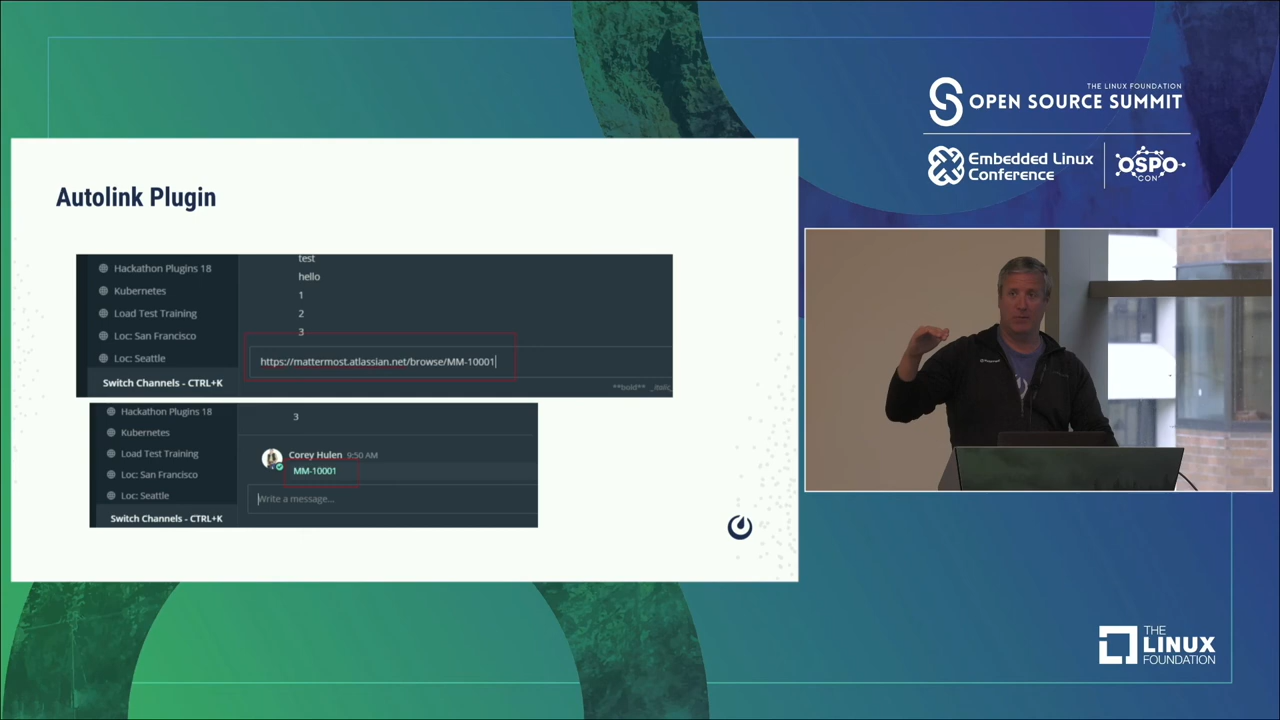 THE LINUX FOUNDATION
OPEN SOURCE SUMMIT
Embedded Linux
Conference
OSPO
CON
Autolink Plugin
test
Hackathon Plugins 18
hello
Kubernetes
1
Load Test Training
2
Loc: San Francisco
3
Loc: Seattle
https://mattermost.atlassian.net/browse/MM-10001
Switch Channels - CTRL+K
**bold** _italic_
Hackathon Plugins 18
3
Kubernetes
Load Test Training
Corey Hulen 9:50 AM
Loc: San Francisco
MM-10001
Loc: Seattle
Write a message...
Switch Channels - CTRL+K
THE
LINUX
FOUNDATION